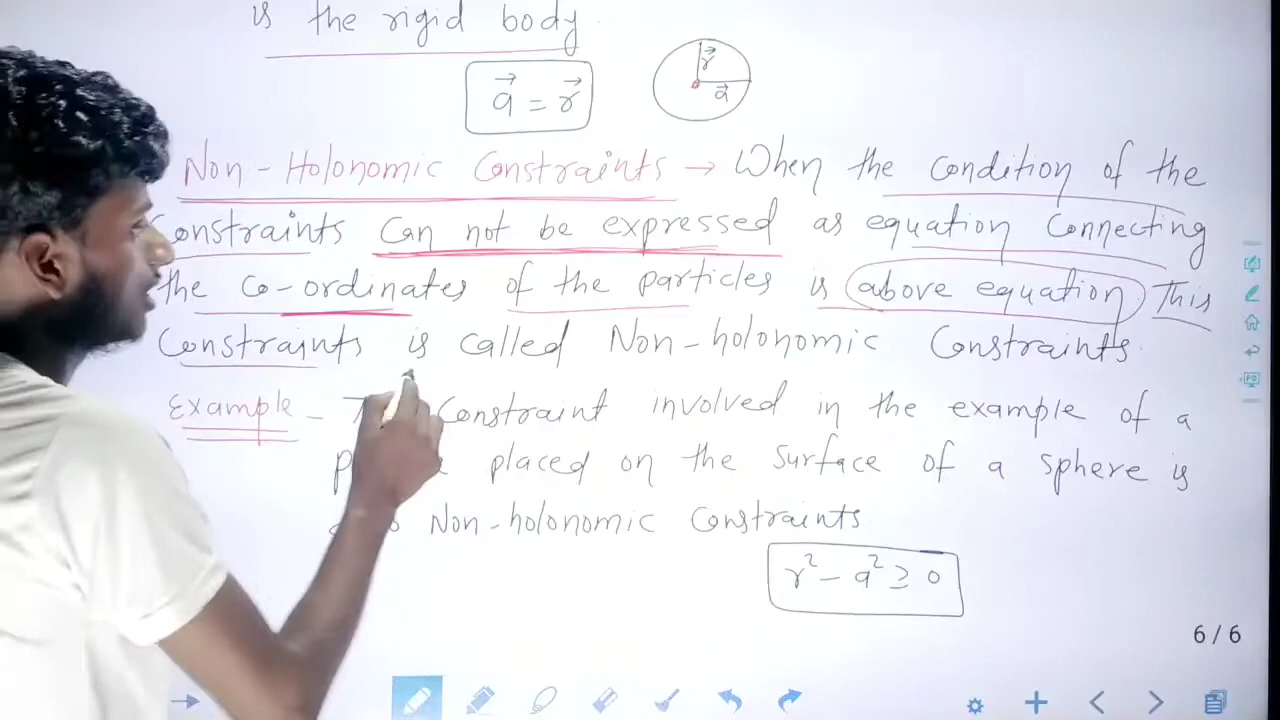 is the rigid body
a⃗ = r⃗
r⃗
a⃗
Non-Holonomic Constraints → When the condition of the
Constraints Can not be expressed as equation Connecting
the Co-ordinates of the particles is above equation This
Constraints is called Non-holonomic Constraints.
Example - Constraint involved in the example of a
placed on the surface of a sphere is
Non-holonomic Constraints
r² - a² ≥ 0
6 / 6